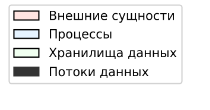 Внешние сущности
Процессы
Хранилища данных
Потоки данных